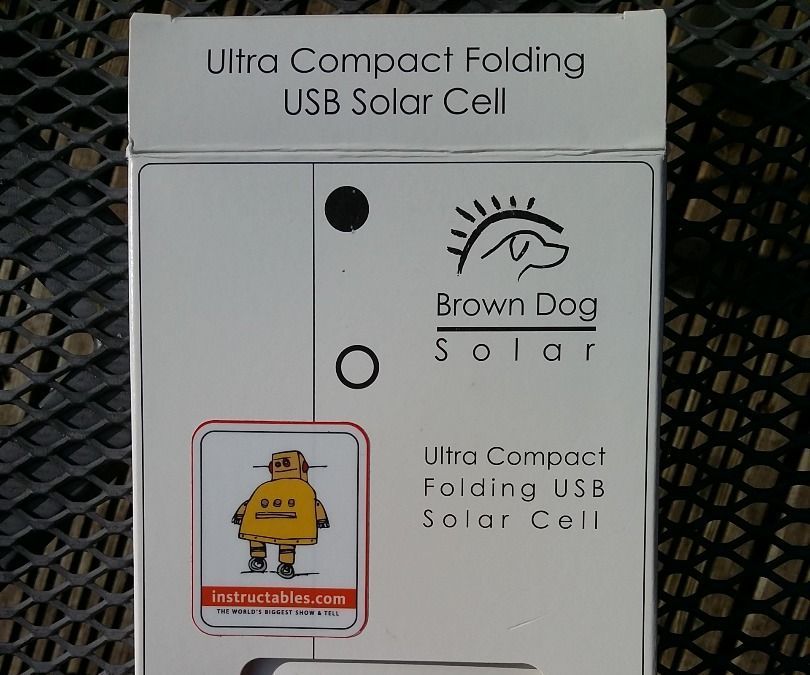 Ultra Compact Folding
USB Solar Cell
Brown Dog
Solar
Ultra Compact
Folding USB
Solar Cell
instructables.com
THE WORLD'S BIGGEST SHOW & TELL